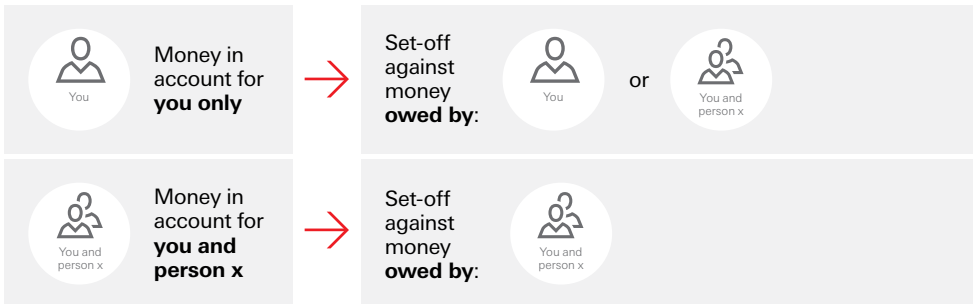 Money in
account for
you only
You
Set-off
against
money
owed by:
You
or
You and
person x
Money in
account for
you and
person x
You and
person x
Set-off
against
money
owed by:
You and
person x